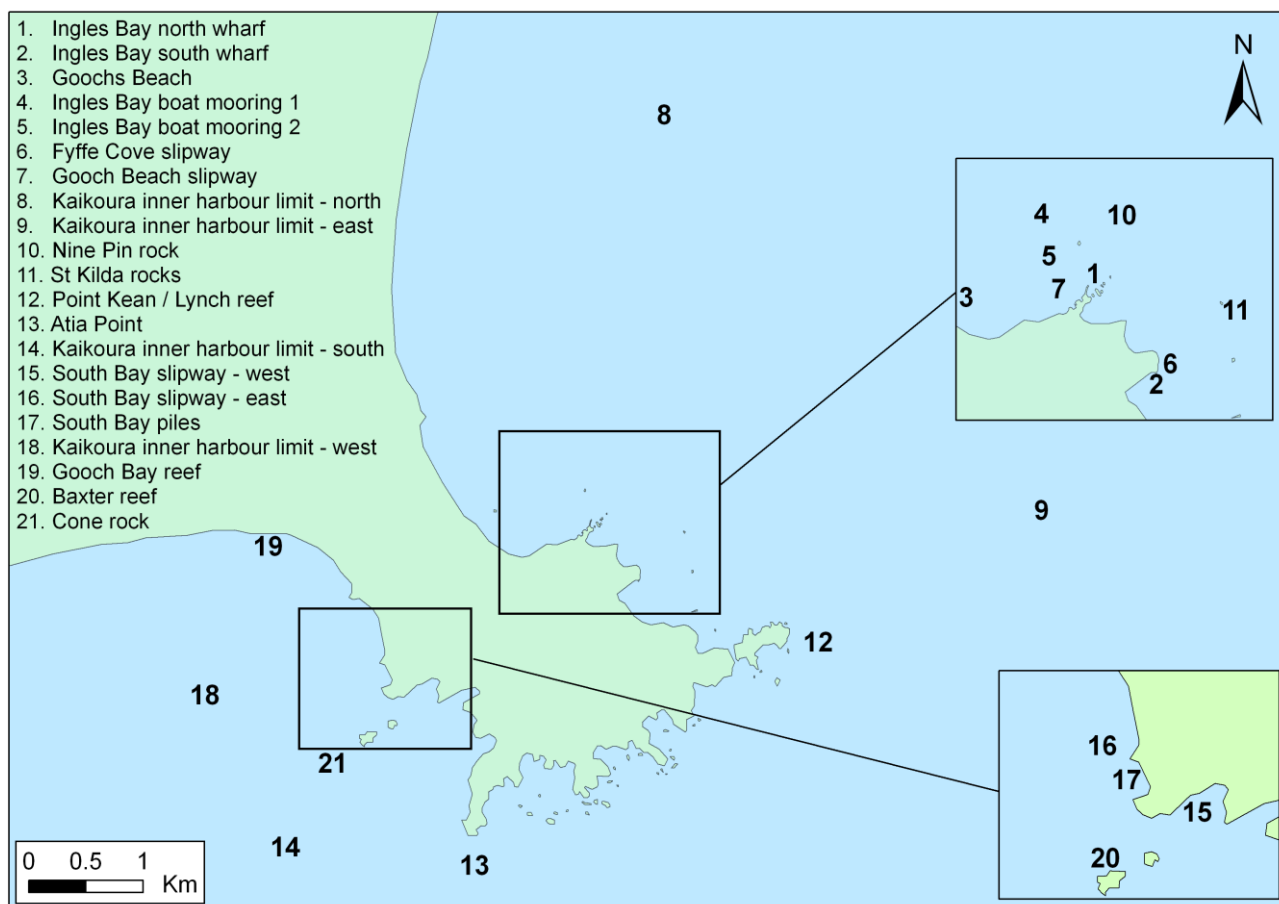 1. Ingles Bay north wharf
2. Ingles Bay south wharf
3. Goochs Beach
4. Ingles Bay boat mooring 1
5. Ingles Bay boat mooring 2
6. Fyffe Cove slipway
7. Gooch Beach slipway
8. Kaikoura inner harbour limit - north
9. Kaikoura inner harbour limit - east
10. Nine Pin rock
11. St Kilda rocks
12. Point Kean / Lynch reef
13. Atia Point
14. Kaikoura inner harbour limit - south
15. South Bay slipway - west
16. South Bay slipway - east
17. South Bay piles
18. Kaikoura inner harbour limit - west
19. Gooch Bay reef
20. Baxter reef
21. Cone rock
N
8
4 10
5
1
7
3
11
6
2
9
19
12
18
21
16
17
15
20
14
13
0 0.5 1
Km